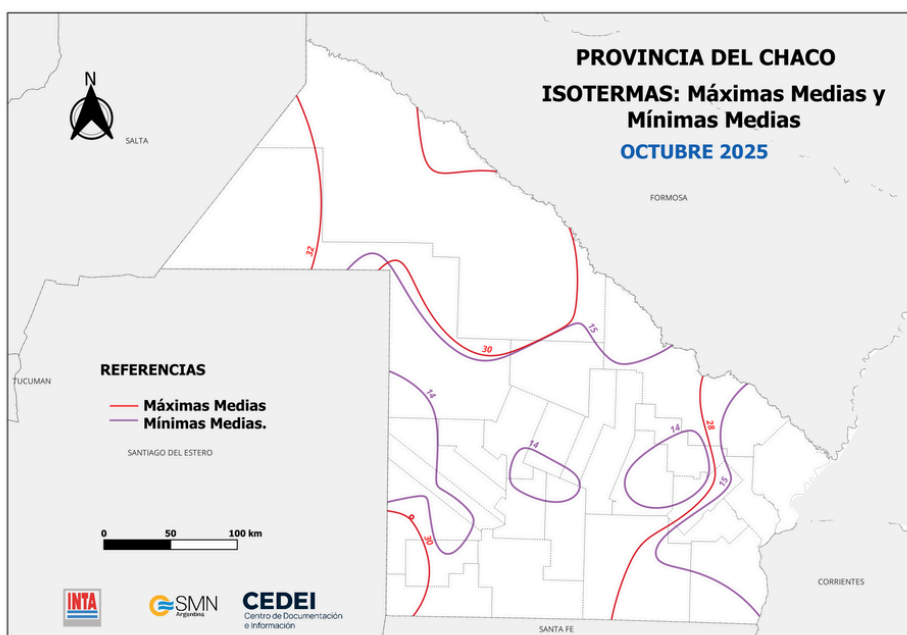 PROVINCIA DEL CHACO
ISOTERMAS: Máximas Medias y
Mínimas Medias
OCTUBRE 2025
N
SALTA
FORMOSA
32
15
30
TUCUMAN
REFERENCIAS
Máximas Medias
Mínimas Medias.
SANTIAGO DEL ESTERO
14
28
14
14
15
30
0 50 100 km
CORRIENTES
SANTA FE
INTA
SMN
Argentina
CEDEI
Centro de Documentación
e Información